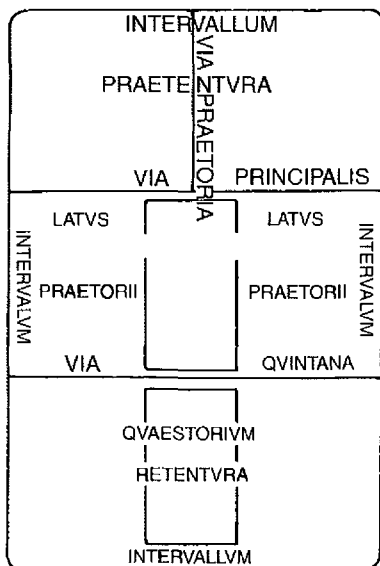 INTERVALLUM
VIA PRAETORIA
PRAETENTVRA
VIA PRINCIPALIS
LATVS LATVS
INTERVALVM
PRAETORII PRAETORII
INTERVALVM
VIA QVINTANA
QVAESTORIVM
RETENTVRA
INTERVALLVM